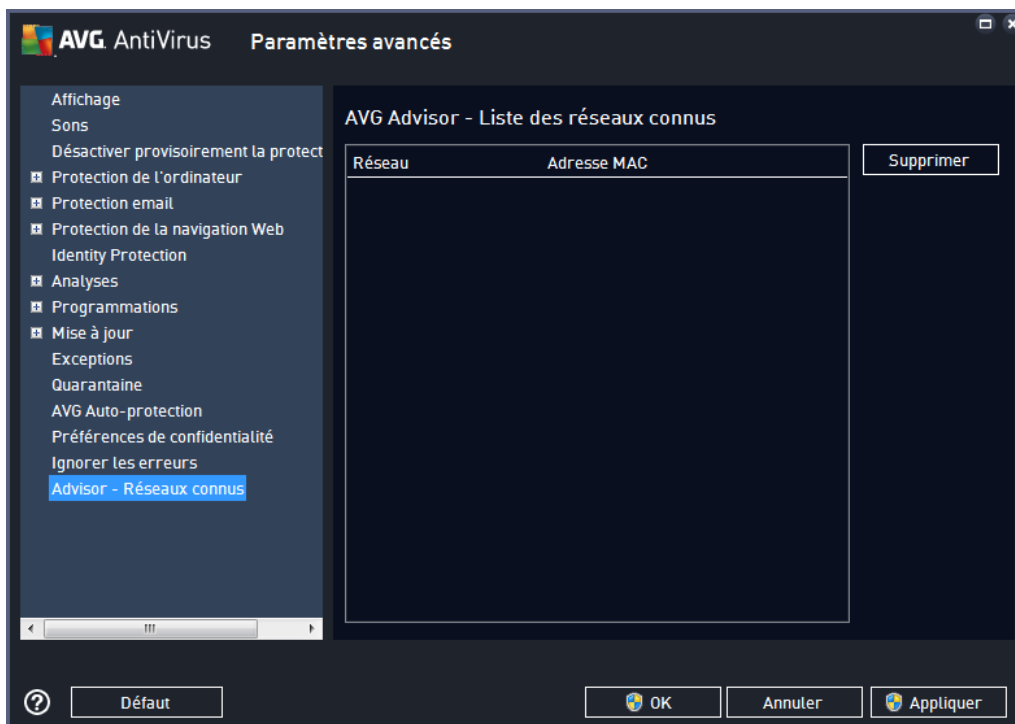 AVG. AntiVirus Paramètres avancés
Affichage
Sons
Désactiver provisoirement la protect
Protection de l'ordinateur
Protection email
Protection de la navigation Web
Identity Protection
Analyses
Programmations
Mise à jour
Exceptions
Quarantaine
AVG Auto-protection
Préférences de confidentialité
Ignorer les erreurs
Advisor - Réseaux connus
AVG Advisor - Liste des réseaux connus
Réseau Adresse MAC
Supprimer
? Défaut OK Annuler Appliquer